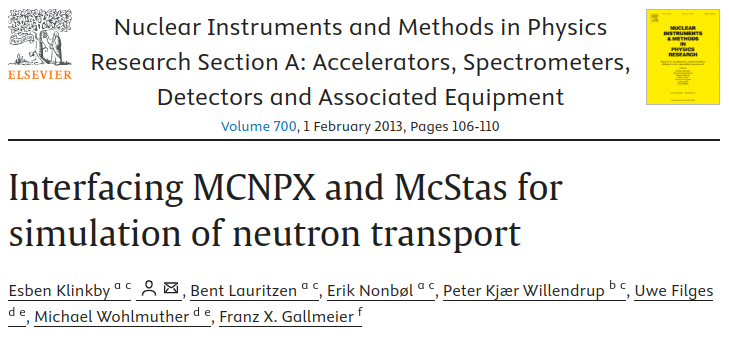 Nuclear Instruments and Methods in Physics
Research Section A: Accelerators, Spectrometers,
Detectors and Associated Equipment
ELSEVIER
Volume 700, 1 February 2013, Pages 106-110
NUCLEAR
INSTRUMENTS
& METHODS
IN
PHYSICS
RESEARCH
Interfacing MCNPX and McStas for
simulation of neutron transport
Esben Klinkby a c, Bent Lauritzen a c, Erik Nonbøl a c, Peter Kjær Willendrup b c, Uwe Filges
d e, Michael Wohlmuther d e, Franz X. Gallmeier f